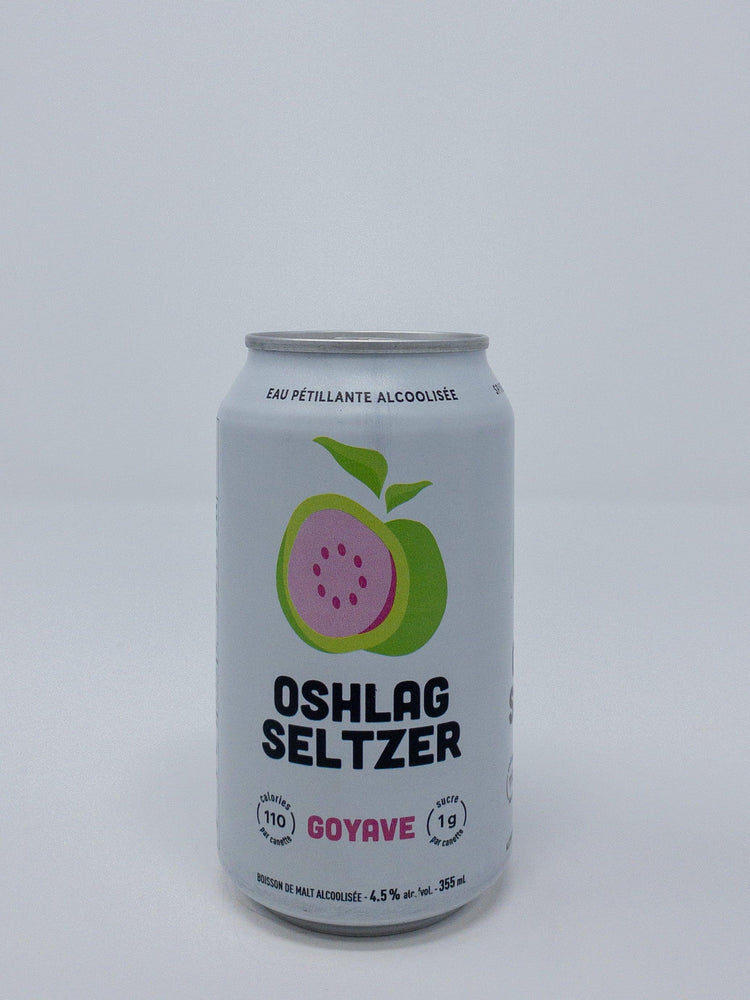 EAU PÉTILLANTE ALCOOLISÉE
OSHLAG
SELTZER
calories
110
par canette
GOYAVE
sucre
1 g
par canette
BOISSON DE MALT ALCOOLISÉE - 4.5 % alc./vol. - 355 mL